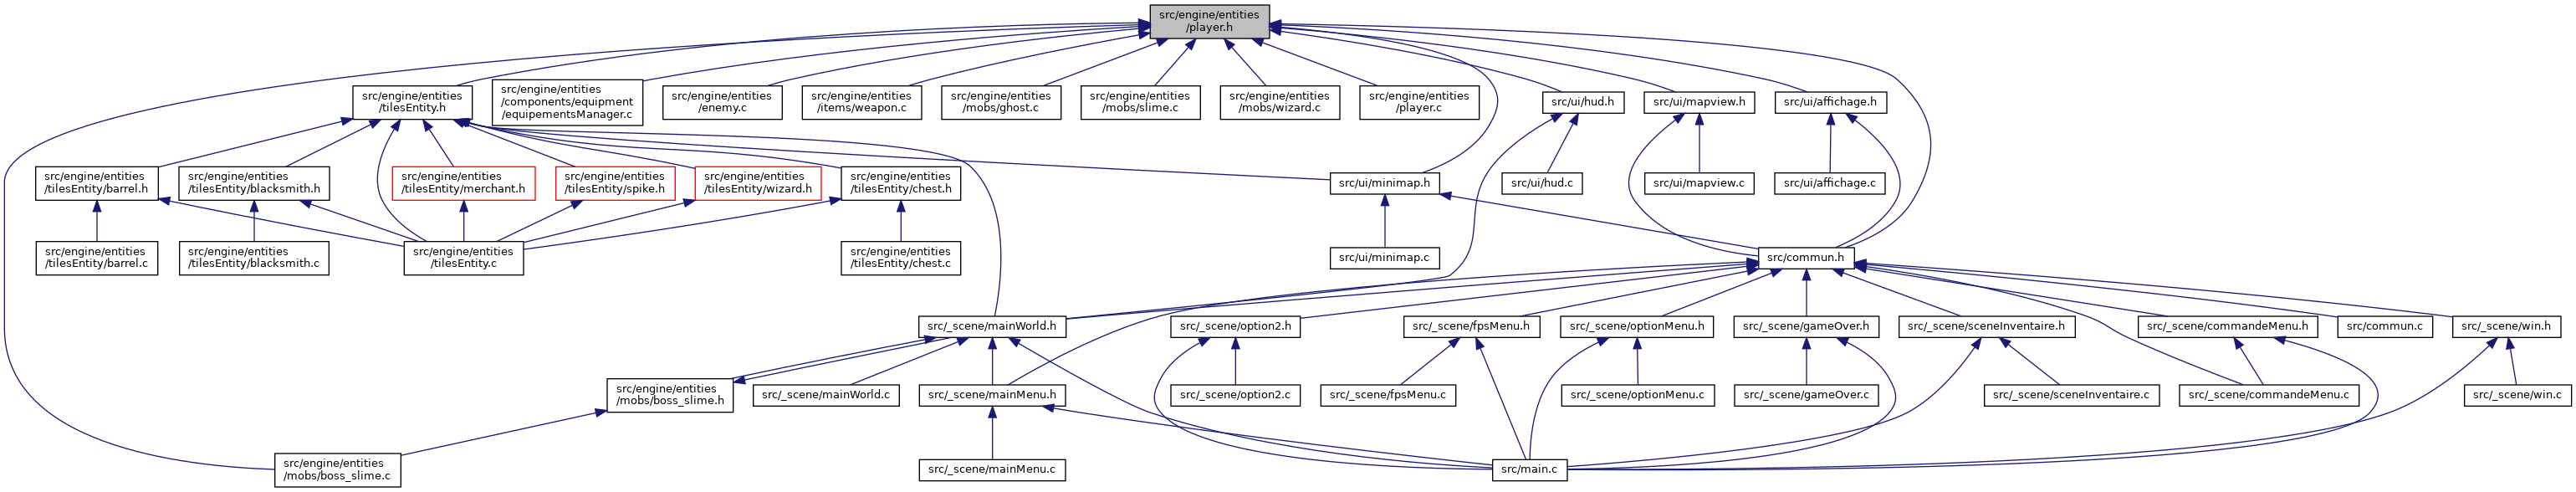 src/engine/entities
/player.h
src/engine/entities
/tilesEntity.h
src/engine/entities
/components/equipment
/equipementsManager.c
src/engine/entities
/enemy.c
src/engine/entities
/items/weapon.c
src/engine/entities
/mobs/ghost.c
src/engine/entities
/mobs/slime.c
src/engine/entities
/mobs/wizard.c
src/engine/entities
/player.c
src/ui/hud.h
src/ui/mapview.h
src/ui/affichage.h
src/engine/entities
/tilesEntity/barrel.h
src/engine/entities
/tilesEntity/blacksmith.h
src/engine/entities
/tilesEntity/merchant.h
src/engine/entities
/tilesEntity/spike.h
src/engine/entities
/tilesEntity/wizard.h
src/engine/entities
/tilesEntity/chest.h
src/ui/minimap.h
src/ui/hud.c
src/ui/mapview.c
src/ui/affichage.c
src/engine/entities
/tilesEntity/barrel.c
src/engine/entities
/tilesEntity/blacksmith.c
src/engine/entities
/tilesEntity.c
src/engine/entities
/tilesEntity/chest.c
src/ui/minimap.c
src/commun.h
src/_scene/mainWorld.h
src/_scene/option2.h
src/_scene/fpsMenu.h
src/_scene/optionMenu.h
src/_scene/gameOver.h
src/_scene/sceneInventaire.h
src/_scene/commandeMenu.h
src/commun.c
src/_scene/win.h
src/engine/entities
/mobs/boss_slime.h
src/_scene/mainWorld.c
src/_scene/mainMenu.h
src/_scene/option2.c
src/_scene/fpsMenu.c
src/_scene/optionMenu.c
src/_scene/gameOver.c
src/_scene/sceneInventaire.c
src/_scene/commandeMenu.c
src/_scene/win.c
src/engine/entities
/mobs/boss_slime.c
src/_scene/mainMenu.c
src/main.c